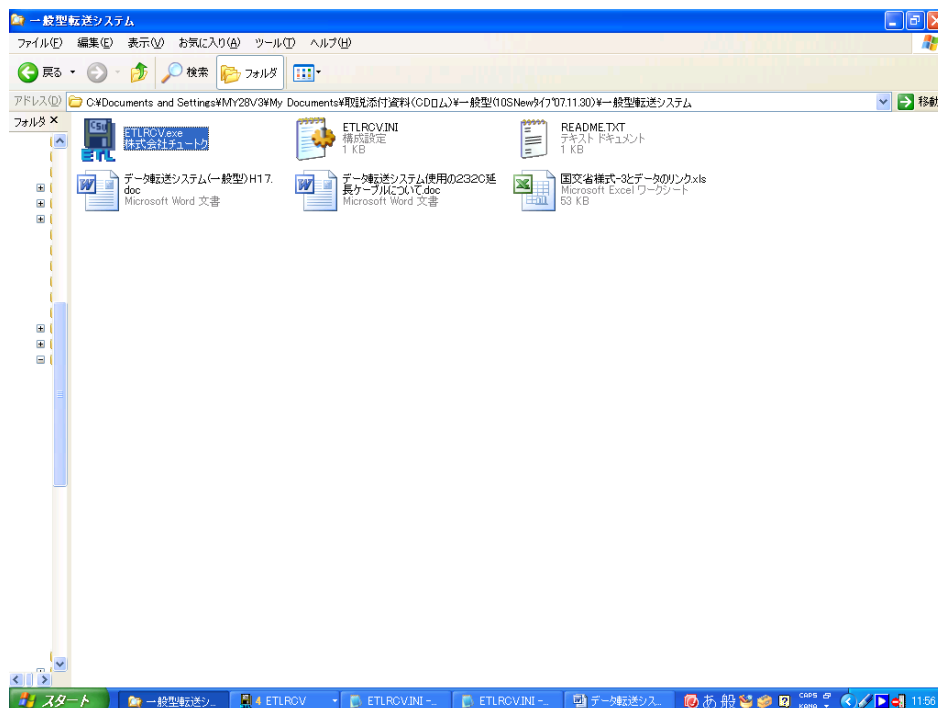 一般型転送システム
ファイル(F) 編集(E) 表示(V) お気に入り(A) ツール(T) ヘルプ(H)
戻る 検索 フォルダ
アドレス(D) C:¥Documents and Settings¥MY28V3¥My Documents¥取説添付資料(CDロム)¥一般型(10SNewタイプ'07.11.30)¥一般型転送システム 移動
フォルダ
ETLRCV.exe
株式会社チュートク
ETLRCV.INI
構成設定
1 KB
README.TXT
テキスト ドキュメント
1 KB
データ転送システム(一般型)H17.
doc
Microsoft Word 文書
データ転送システム使用の232C延
長ケーブルについて.doc
Microsoft Word 文書
国交省様式-3とデータのリンク.xls
Microsoft Excel ワークシート
53 KB
スタート 一般型転送シ... 4 ETLRCV ETLRCV.INI -... ETLRCV.INI -... データ転送シス... あ 般 CAPS KANA 11:56